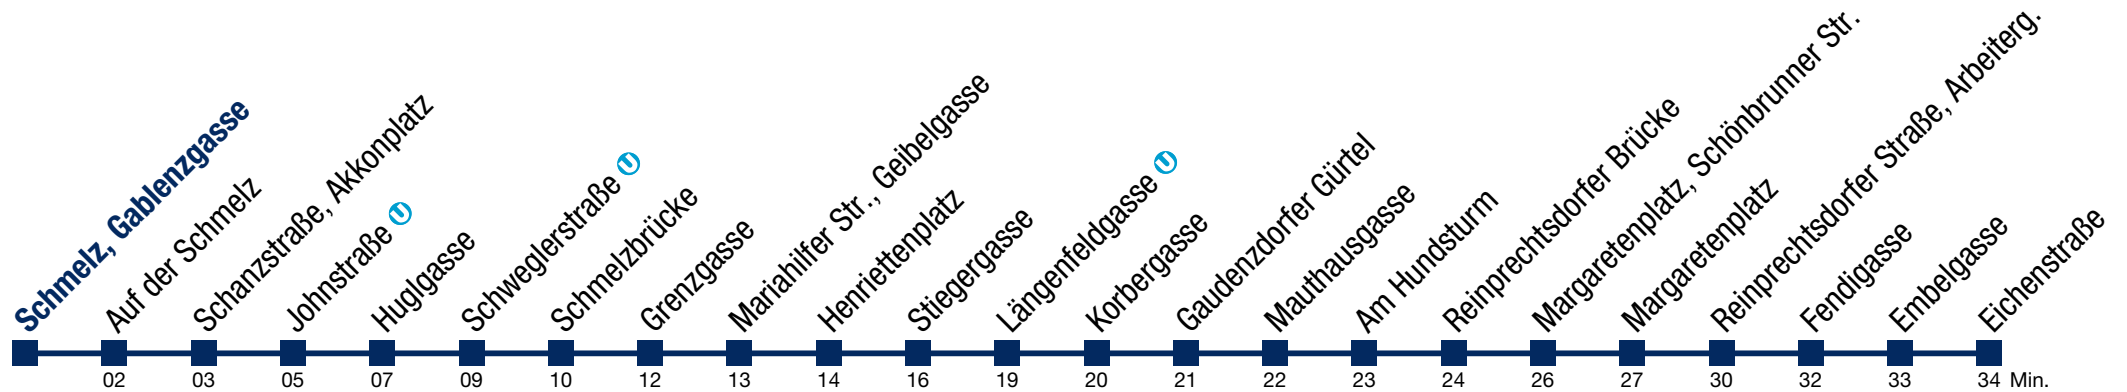 Schmelz, Gablenzgasse
Auf der Schmelz
Schanzstraße, Akkonplatz
Johnstraße U
Huglgasse
Schweglerstraße U
Schmelzbrücke
Grenzgasse
Mariahilfer Str., Geibelgasse
Henriettenplatz
Stiegergasse
Längenfeldgasse U
Korbergasse
Gaudenzdorfer Gürtel
Mauthausgasse
Am Hundsturm
Reinprechtsdorfer Brücke
Margaretenplatz, Schönbrunner Str.
Margaretenplatz
Reinprechtsdorfer Straße, Arbeiterg.
Fendigasse
Embelgasse
Eichenstraße
02 03 05 07 09 10 12 13 14 16 19 20 21 22 23 24 26 27 30 32 33 34 Min.